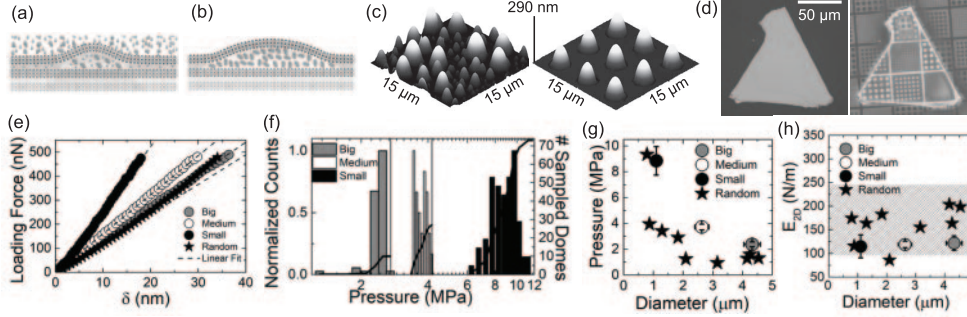 (a)
(b)
(c)
290 nm
15 µm
15 µm
15 µm
15 µm
(d)
50 µm
(e)
Loading Force (nN)
500
400
300
200
100
0
0 10 20 30 40
δ (nm)
Big
Medium
Small
Random
Linear Fit
(f)
Normalized Counts
1.0
0.5
0.0
2 4 6 8 10 12
Pressure (MPa)
Big
Medium
Small
# Sampled Domes
70
60
50
40
30
20
10
0
(g)
Pressure (MPa)
10
8
6
4
2
0
0 1 2 3 4 5
Diameter (µm)
Big
Medium
Small
Random
(h)
E2D (N/m)
350
300
250
200
150
100
50
0 1 2 3 4
Diameter (µm)
Big
Medium
Small
Random